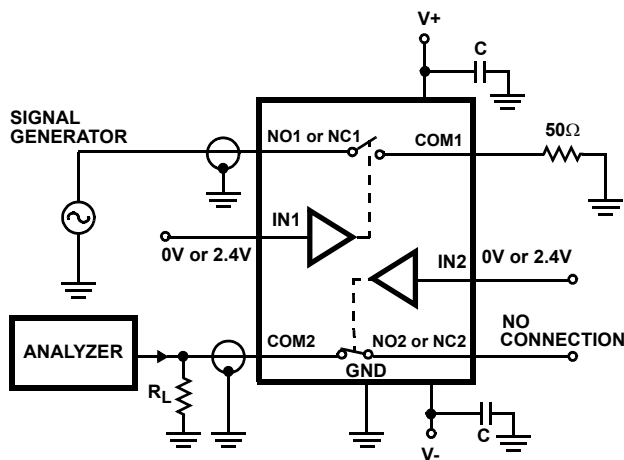 V+
C
SIGNAL
GENERATOR
NO1 or NC1
COM1
50Ω
IN1
0V or 2.4V
IN2
0V or 2.4V
ANALYZER
COM2
NO2 or NC2
NO
CONNECTION
GND
RL
C
V-